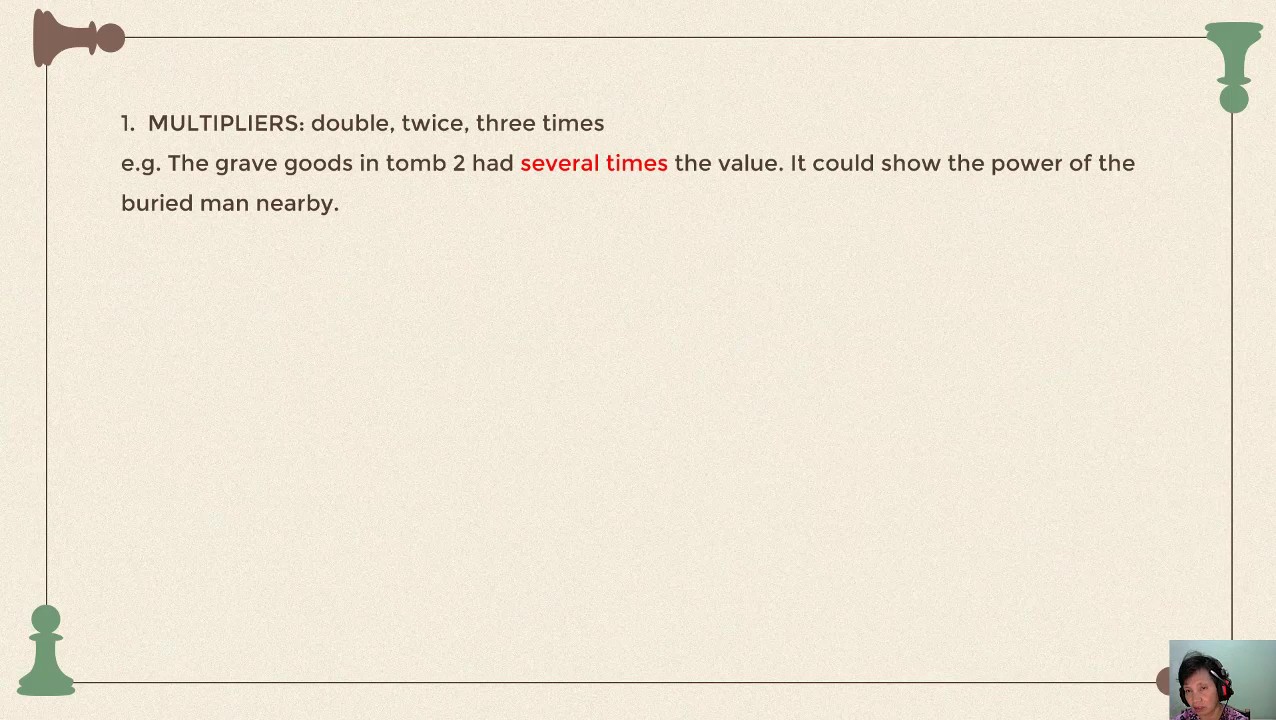 1. MULTIPLIERS: double, twice, three times
e.g. The grave goods in tomb 2 had several times the value. It could show the power of the
buried man nearby.